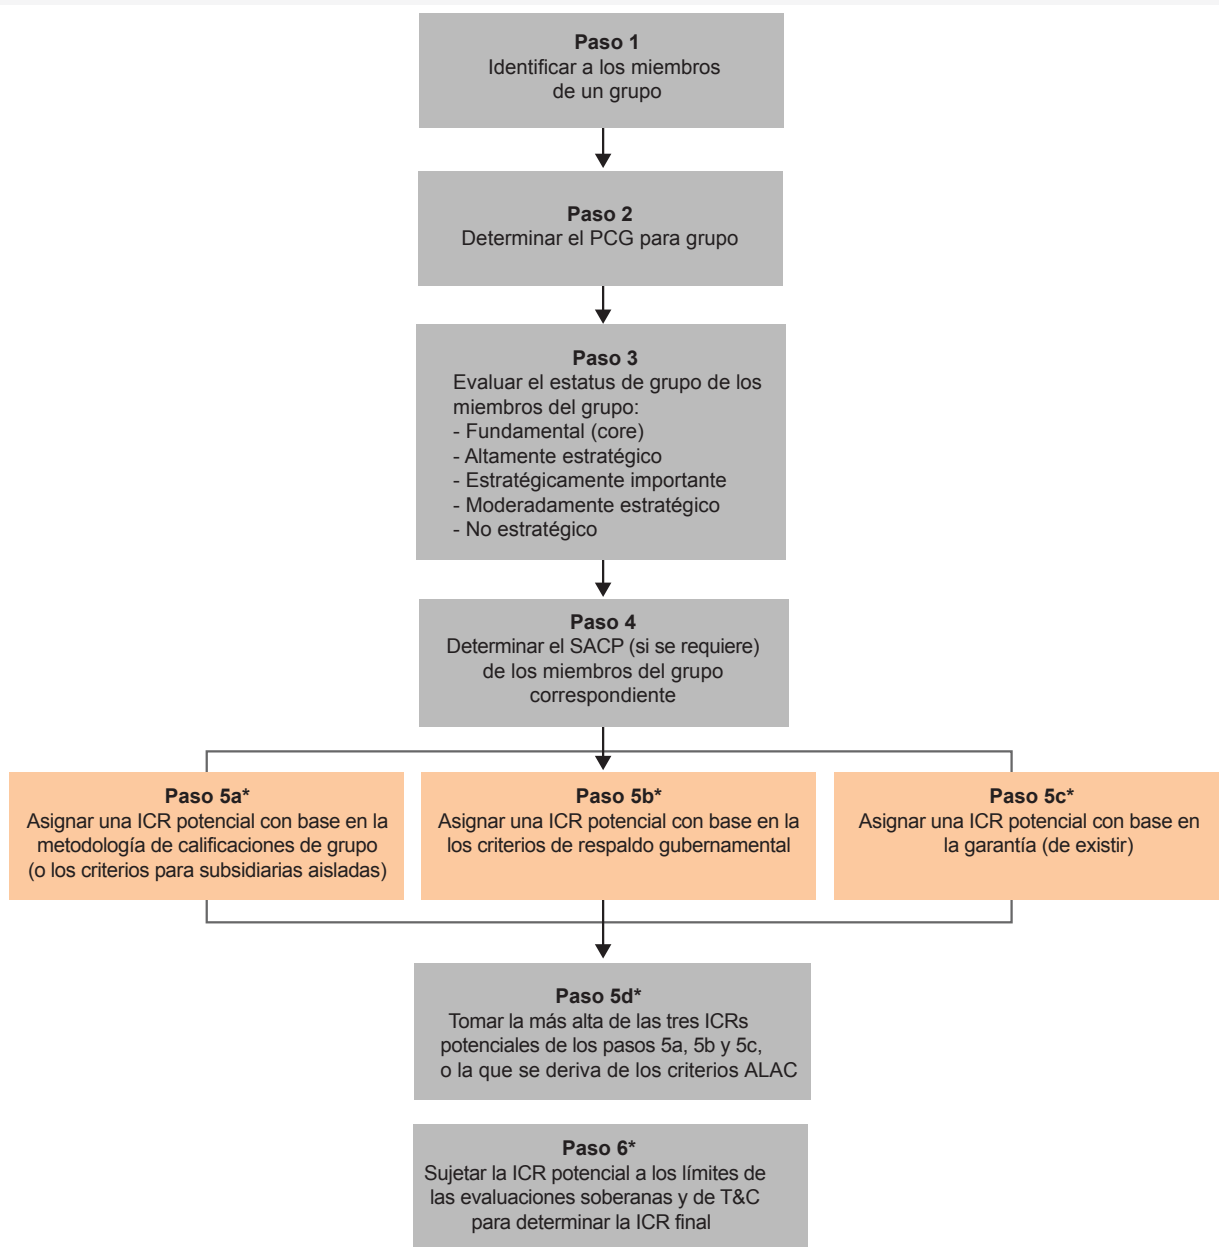 Paso 1
Identificar a los miembros
de un grupo
Paso 2
Determinar el PCG para grupo
Paso 3
Evaluar el estatus de grupo de los
miembros del grupo:
- Fundamental (core)
- Altamente estratégico
- Estratégicamente importante
- Moderadamente estratégico
- No estratégico
Paso 4
Determinar el SACP (si se requiere)
de los miembros del grupo
correspondiente
Paso 5a*
Asignar una ICR potencial con base en la
metodología de calificaciones de grupo
(o los criterios para subsidiarias aisladas)
Paso 5b*
Asignar una ICR potencial con base en la
los criterios de respaldo gubernamental
Paso 5c*
Asignar una ICR potencial con base en
la garantía (de existir)
Paso 5d*
Tomar la más alta de las tres ICRs
potenciales de los pasos 5a, 5b y 5c,
o la que se deriva de los criterios ALAC
Paso 6*
Sujetar la ICR potencial a los límites de
las evaluaciones soberanas y de T&C
para determinar la ICR final